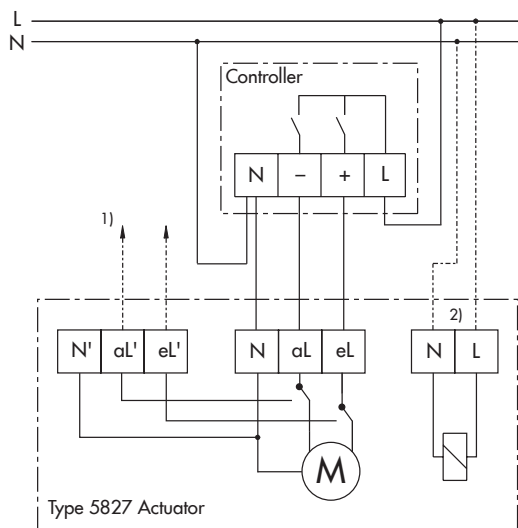 L
N
Controller
N – + L
1)
2)
N' aL' eL' N aL eL N L
M
Type 5827 Actuator